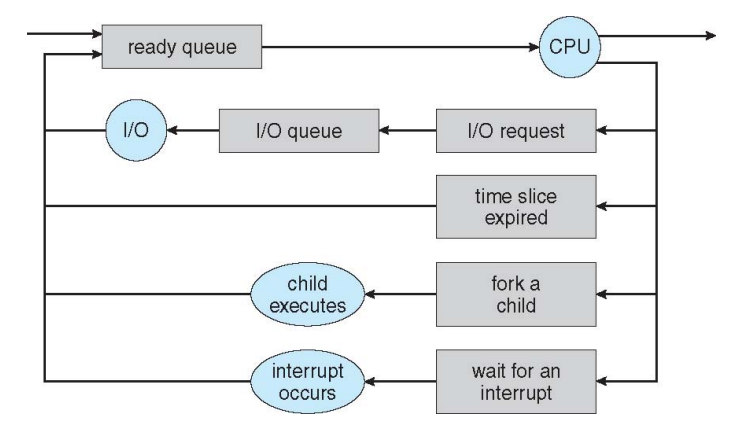 ready queue
CPU
I/O
I/O queue
I/O request
time slice
expired
child
executes
fork a
child
interrupt
occurs
wait for an
interrupt